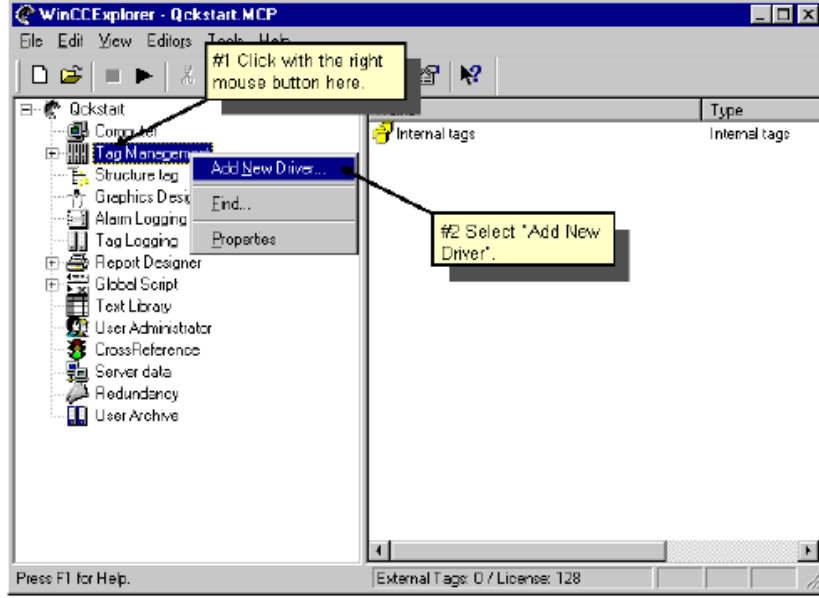 WinCCExplorer - Qckstart.MCP
File Edit View Editors Tools Help
#1 Click with the right
mouse button here.
Qckstart
Type
Computer
Internal tags
Internal tags
Tag Management
Add New Driver...
Structure tag
Graphics Desig
Find...
Alarm Logging
#2 Select "Add New
Driver".
Tag Logging
Properties
Report Designer
Global Script
Text Library
User Administrator
CrossReference
Server data
Redundancy
User Archive
Press F1 for Help.
External Tags: 0 / License: 128